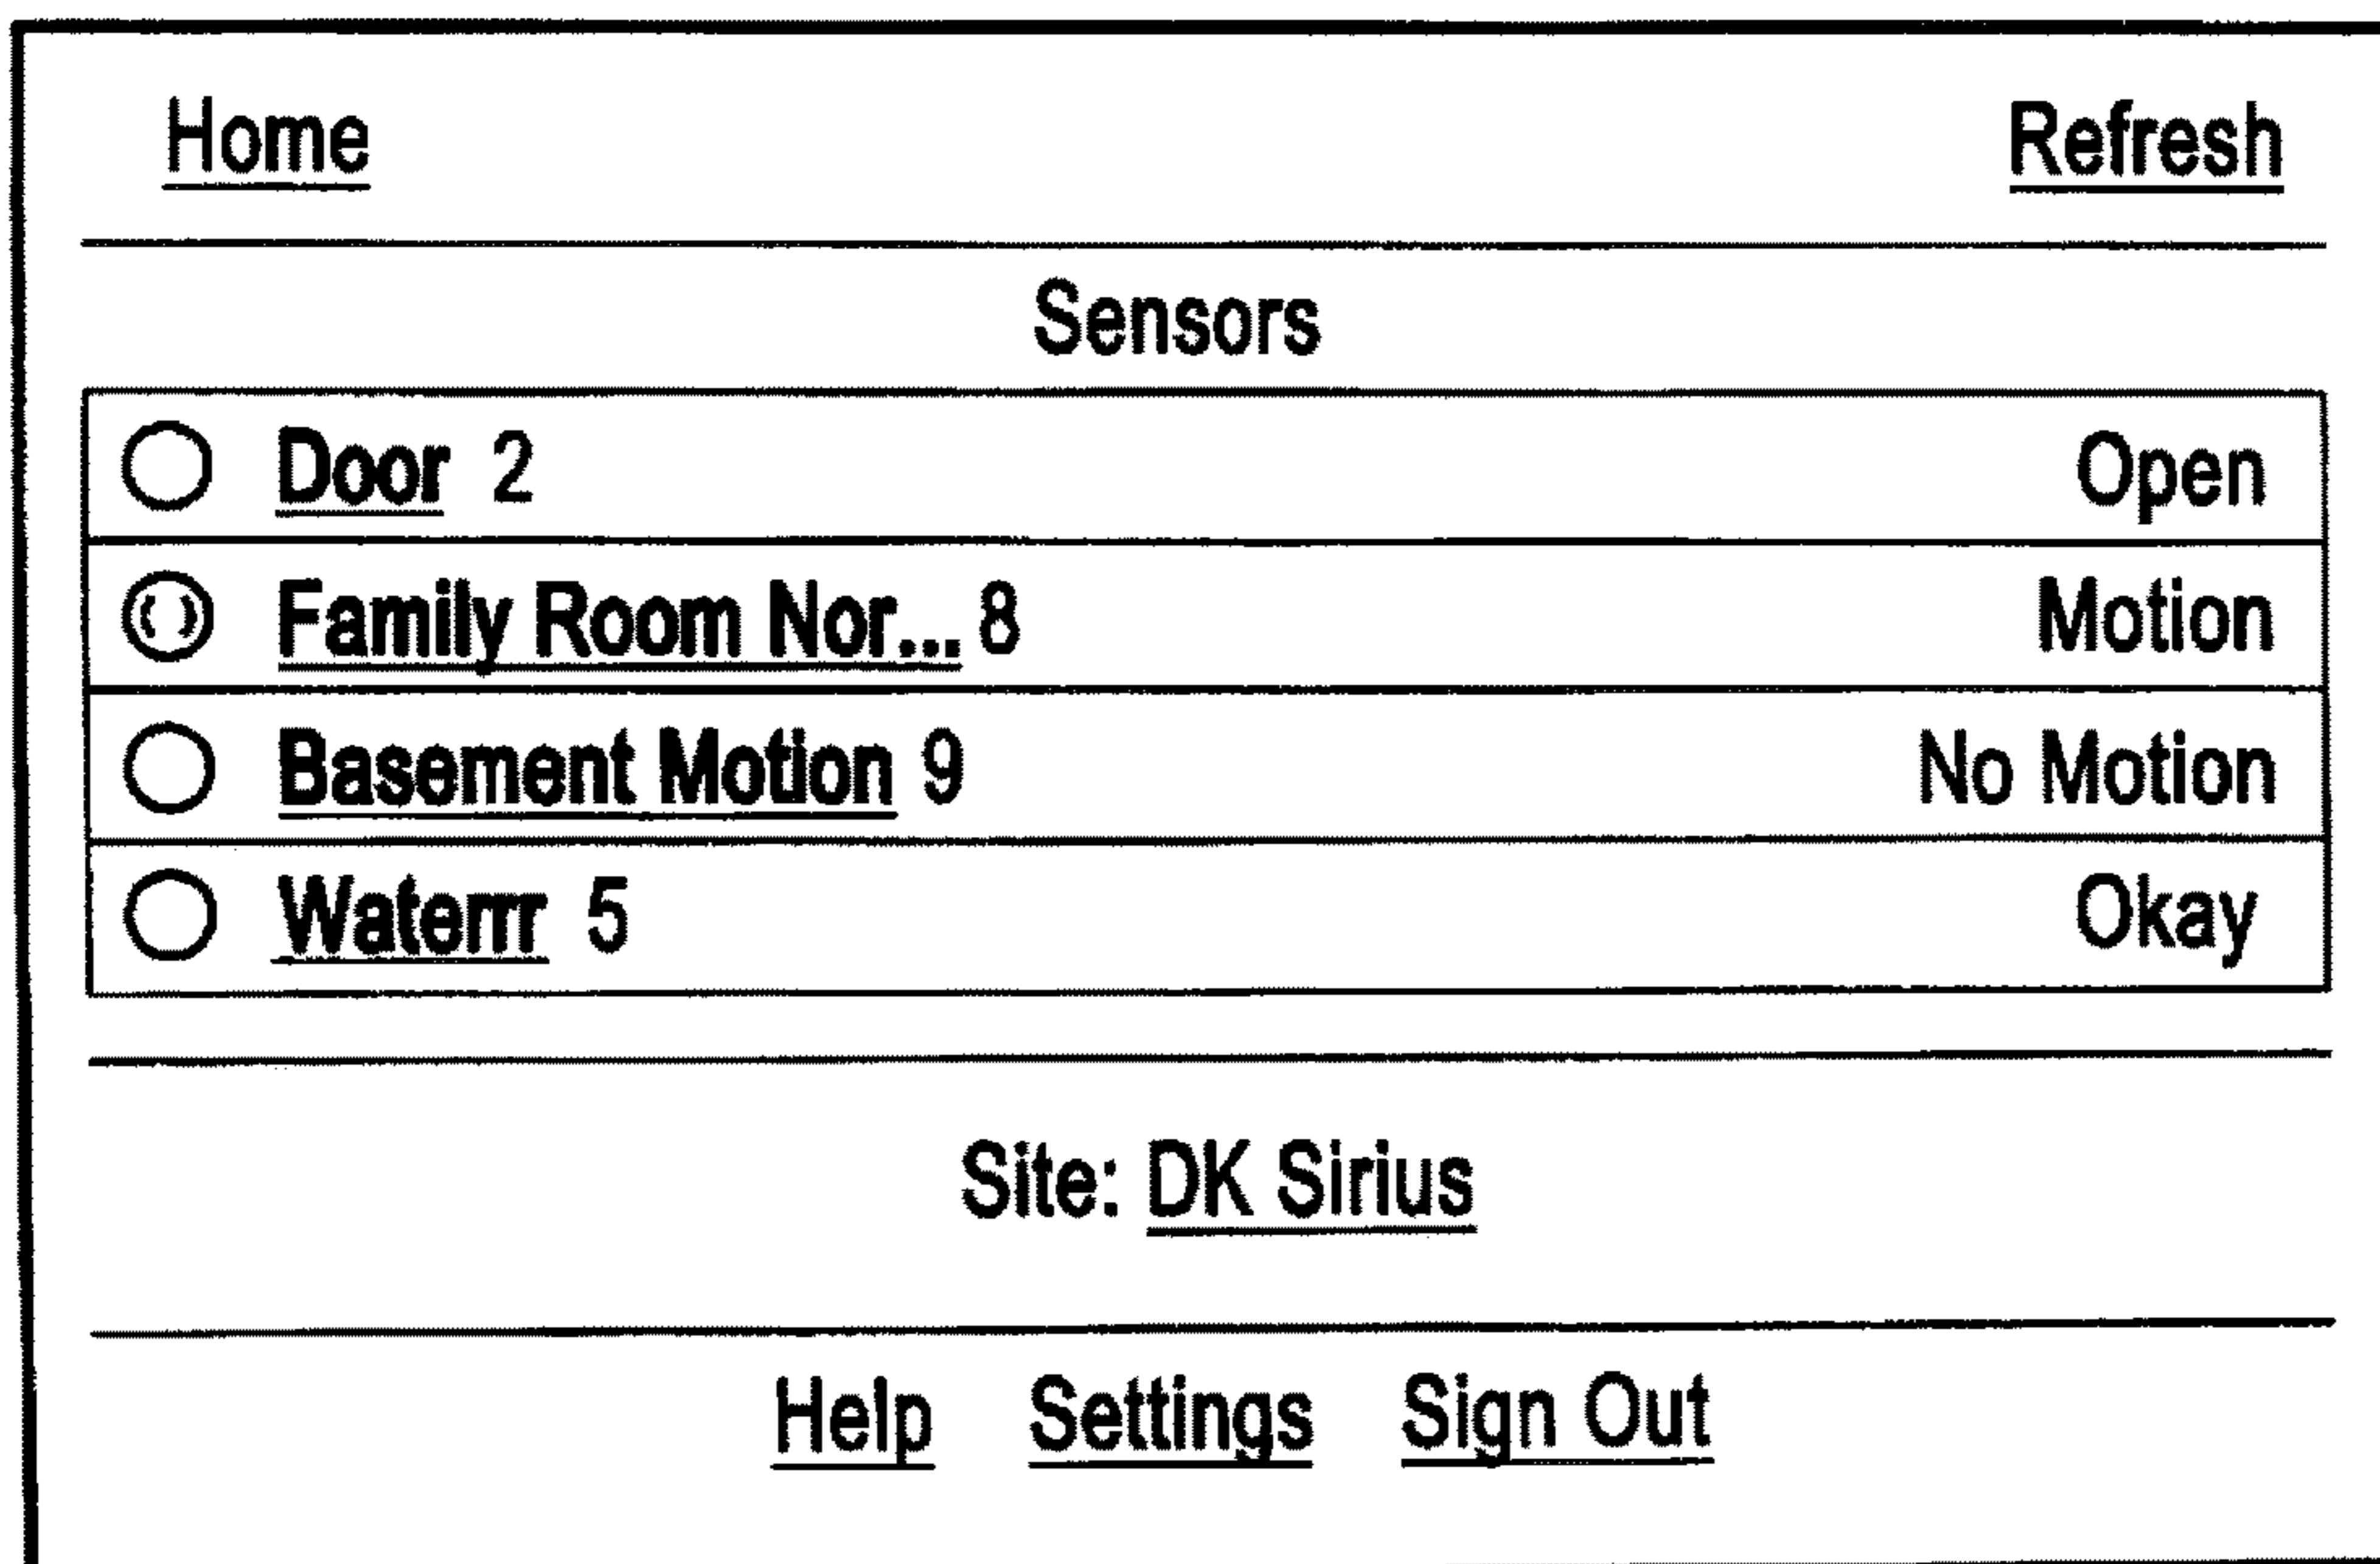 Home Refresh
Sensors
Door 2 Open
Family Room Nor... 8 Motion
Basement Motion 9 No Motion
Waterrr 5 Okay
Site: DK Sirius
Help Settings Sign Out